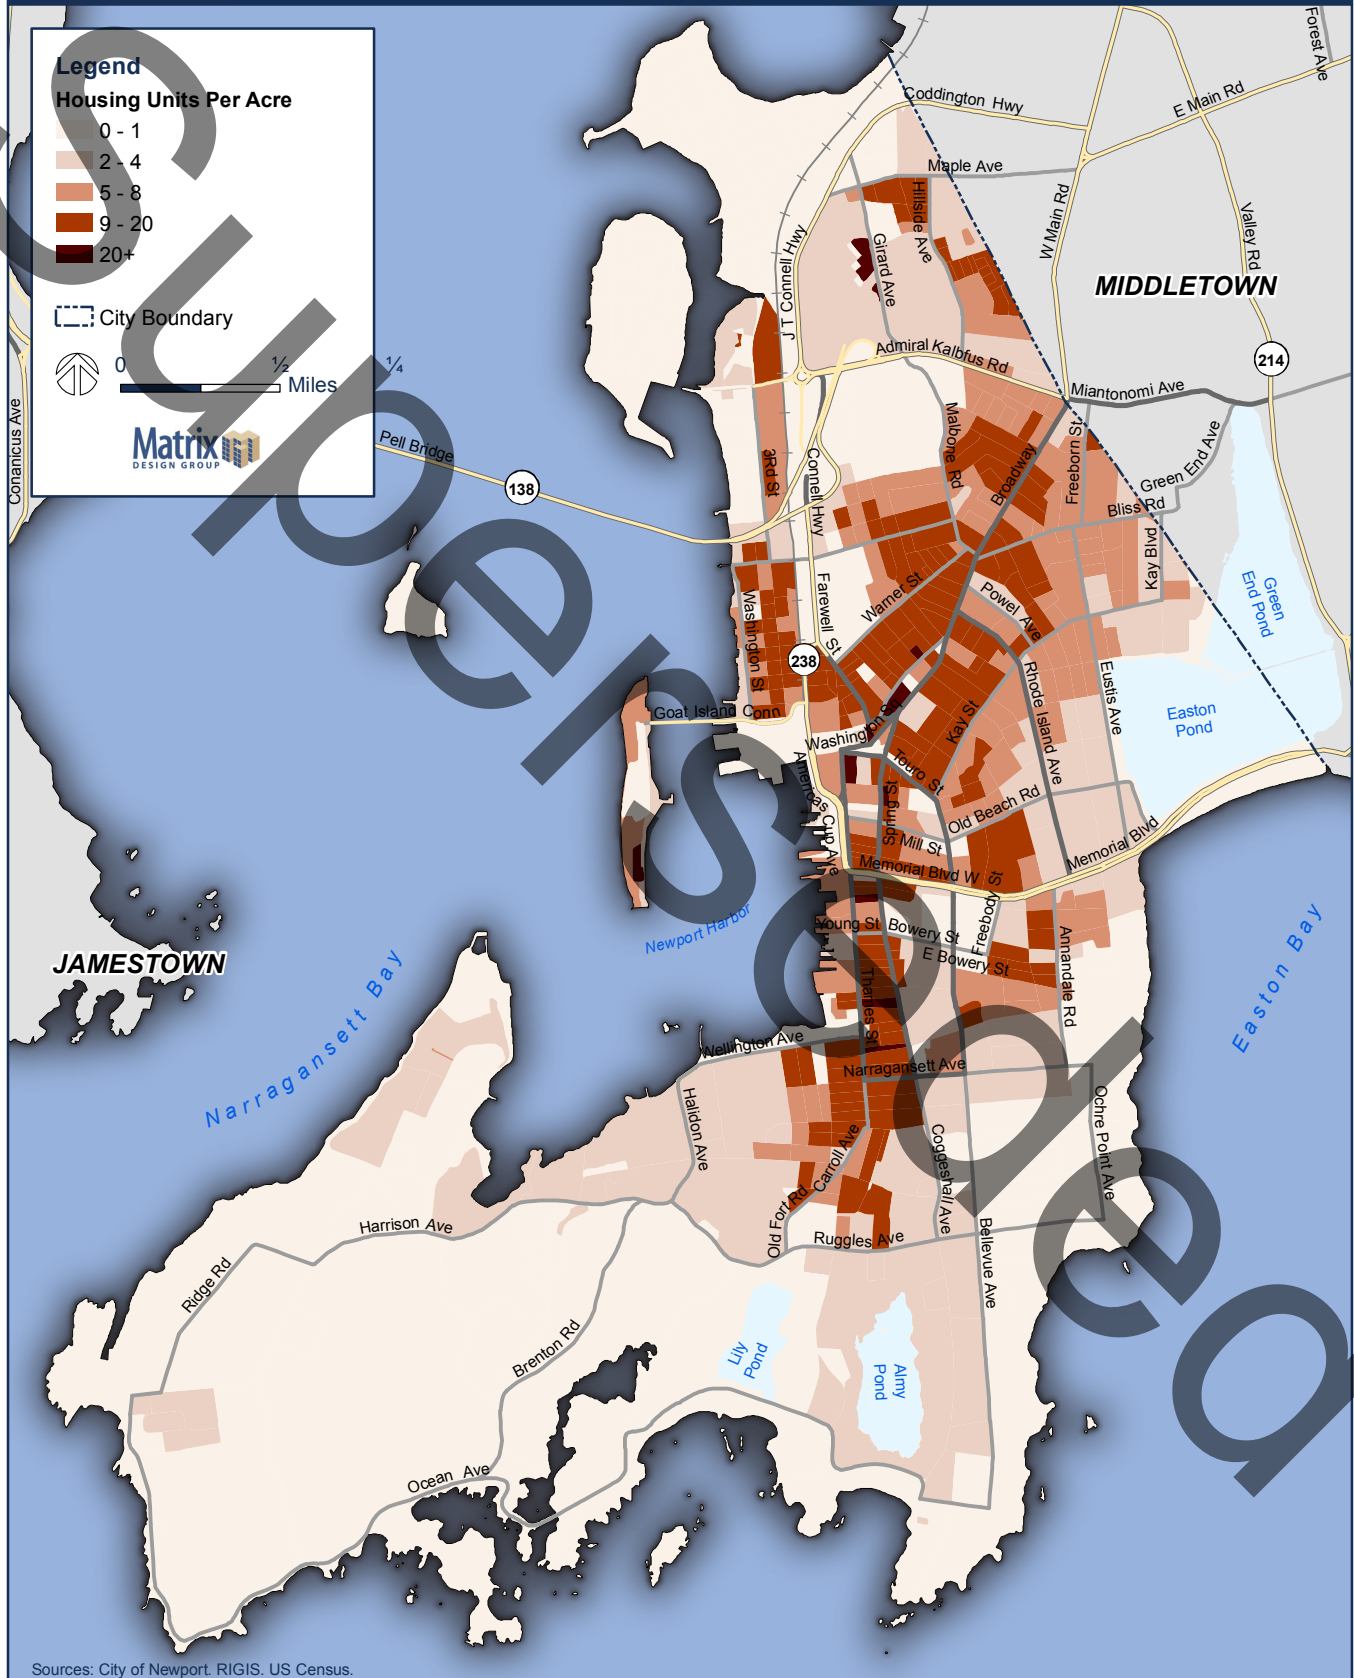 Legend
Housing Units Per Acre
0 - 1
2 - 4
5 - 8
9 - 20
20+
City Boundary
0 ½ ¼
Miles
Matrix
DESIGN GROUP
Superseded
Forest Ave
Coddington Hwy
E Main Rd
Maple Ave
W Main Rd
Valley Rd
Hillside Ave
Girard Ave
J T Connell Hwy
MIDDLETOWN
214
Admiral Kalbfus Rd
Miantonomi Ave
Conanicus Ave
Pell Bridge
138
3Rd St
Connell Hwy
Malbone Rd
Broadway
Freeborn St
Green End Ave
Bliss Rd
Kay Blvd
Green
End Pond
Warner St
Powel Ave
Farewell St
Washington St
238
Rhode Island Ave
Eustis Ave
Easton
Pond
Goat Island Conn
Washington Sq
Kay St
Touro St
Americas Cup Ave
Spring St
Old Beach Rd
Mill St
Memorial Blvd
Memorial Blvd W
Newport Harbor
Young St
Bowery St
Freebody St
E Bowery St
Annandale Rd
Thames St
JAMESTOWN
Narragansett Bay
Easton Bay
Wellington Ave
Narragansett Ave
Halidon Ave
Ochre Point Ave
Carroll Ave
Coggeshall Ave
Old Fort Rd
Harrison Ave
Ruggles Ave
Bellevue Ave
Ridge Rd
Brenton Rd
Lily
Pond
Almy
Pond
Ocean Ave
Sources: City of Newport. RIGIS. US Census.